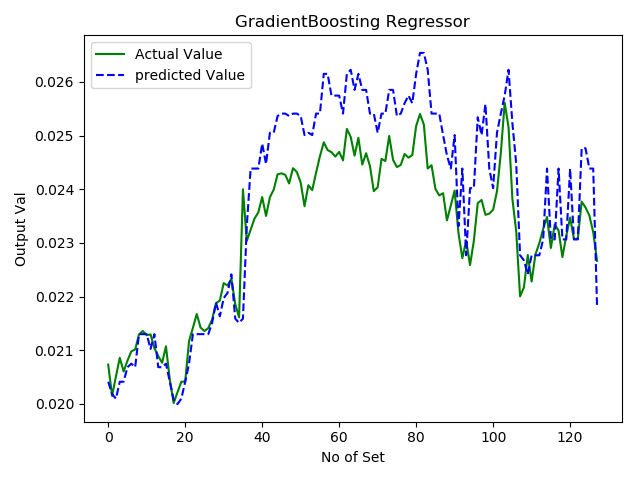 GradientBoosting Regressor
Actual Value
predicted Value
Output Val
0.026
0.025
0.024
0.023
0.022
0.021
0.020
0 20 40 60 80 100 120
No of Set